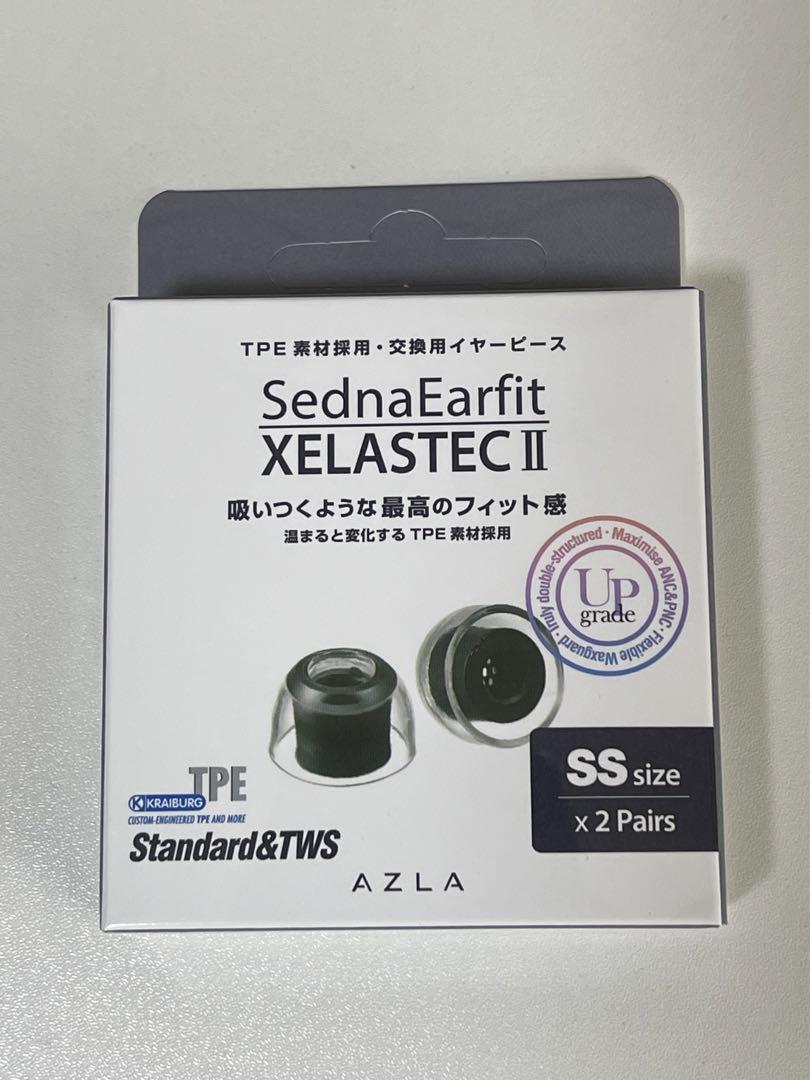 TPE 素材採用・交換用イヤーピース
SednaEarfit
XELASTEC II
吸いつくような最高のフィット感
温まると変化する TPE 素材採用
Truly double-structured · Maximise ANC&PNC · Flexible Waxguard ·
UP
grade
SS size
x 2 Pairs
TPE
K KRAIBURG
CUSTOM-ENGINEERED TPE AND MORE
Standard&TWS
AZLA